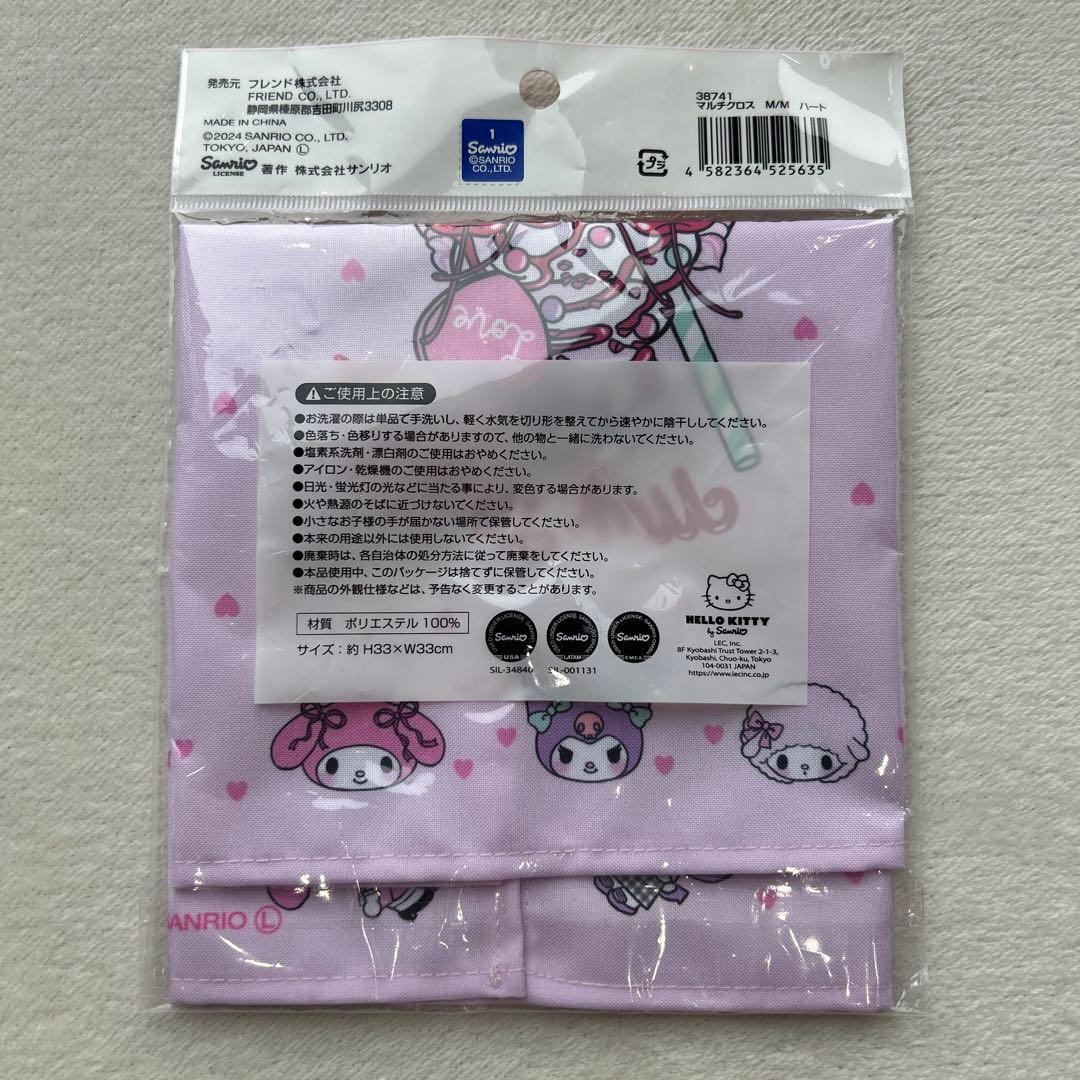 発売元 フレンド株式会社
FRIEND CO., LTD.
静岡県榛原郡吉田町川尻3308
MADE IN CHINA
©2024 SANRIO CO., LTD.
TOKYO, JAPAN Ⓛ
Sanrio LICENSE 著作 株式会社サンリオ
1
Sanrio
©SANRIO
CO., LTD.
38741
マルチクロス M/M ハート
プラ
4 582364 525635
Love
⚠ご使用上の注意
●お洗濯の際は単品で手洗いし、軽く水気を切り形を整えてから速やかに陰干ししてください。
●色落ち・色移りする場合がありますので、他の物と一緒に洗わないでください。
●塩素系洗剤・漂白剤のご使用はおやめください。
●アイロン・乾燥機のご使用はおやめください。
●日光・蛍光灯の光などに当たる事により、変色する場合があります。
●火や熱源のそばに近づけないでください。
●小さなお子様の手が届かない場所で保管してください。
●本来の用途以外には使用しないでください。
●廃棄時は、各自治体の処分方法に従って廃棄をしてください。
●本品使用中、このパッケージは捨てずに保管してください。
※商品の外観仕様などは、予告なく変更することがあります。
材質 ポリエステル 100%
サイズ：約 H33×W33cm
Sanrio
USA
SIL-34840
Sanrio
LATAM
SIL-001131
Sanrio
EMEA
HELLO KITTY
by Sanrio
LEC, Inc.
8F Kyobashi Trust Tower 2-1-3,
Kyobashi, Chuo-ku, Tokyo
104-0031 JAPAN
https://www.lecinc.co.jp
SANRIO Ⓛ